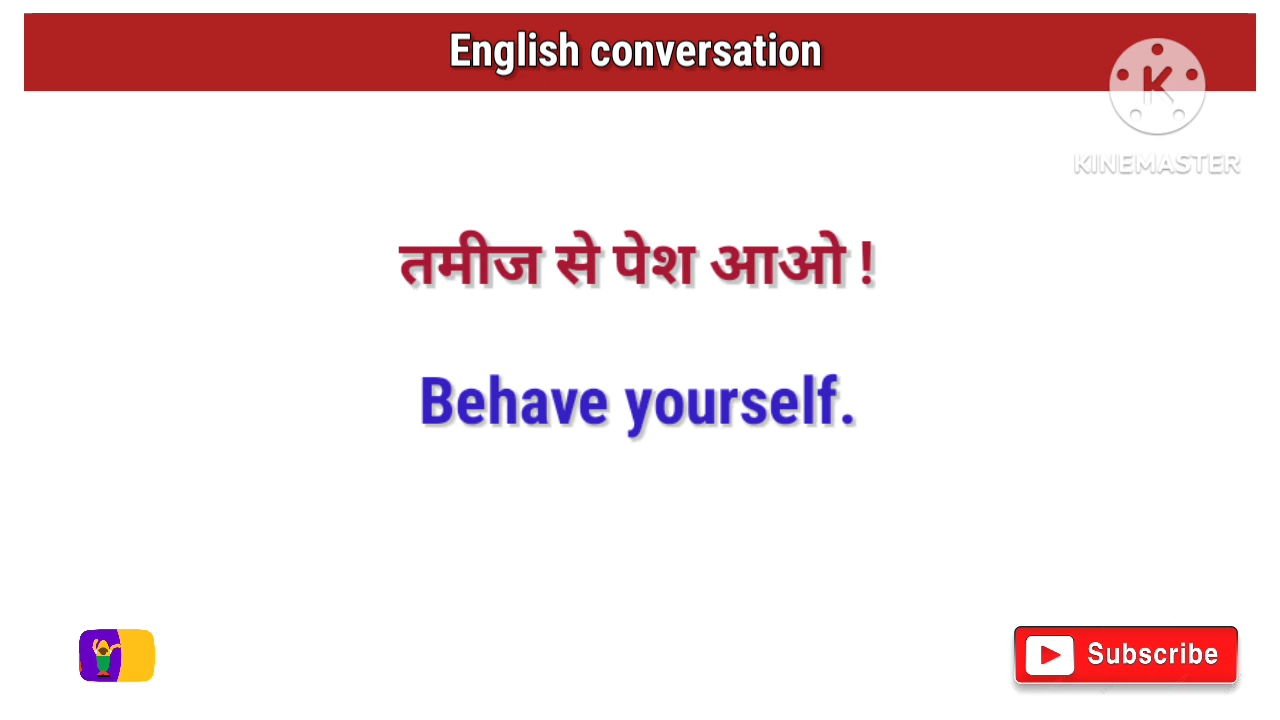 English conversation
K
KINEMASTER
तमीज से पेश आओ !
Behave yourself.
Subscribe